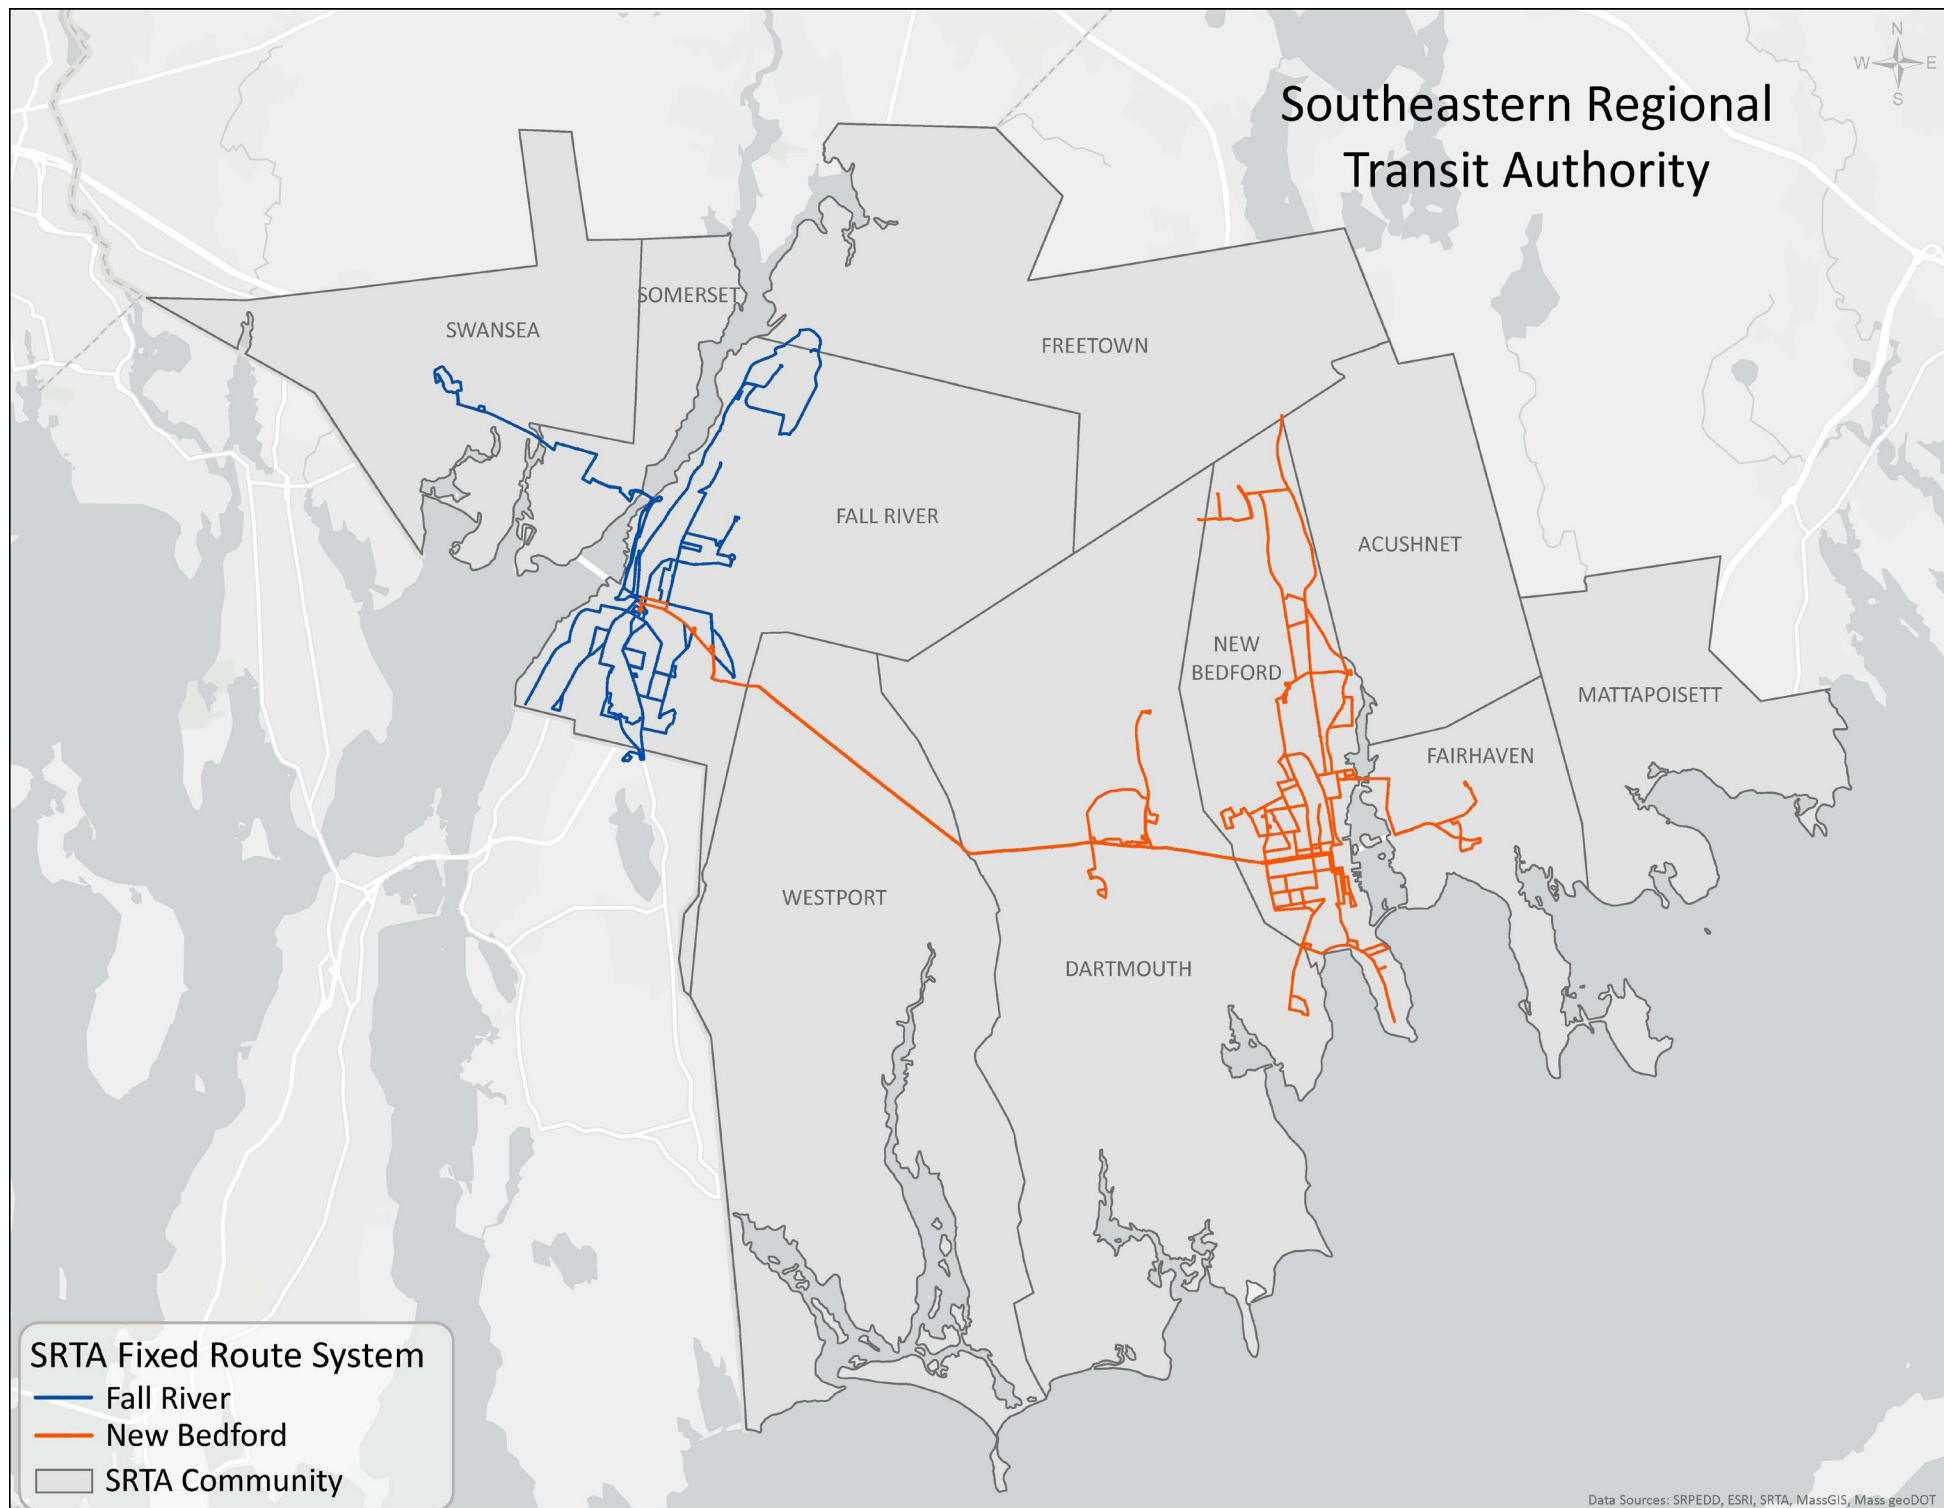 N
W E
S
Southeastern Regional
Transit Authority
SOMERSET
SWANSEA
FREETOWN
FALL RIVER
ACUSHNET
NEW
BEDFORD
MATTAPOISETT
FAIRHAVEN
WESTPORT
DARTMOUTH
SRTA Fixed Route System
Fall River
New Bedford
SRTA Community
Data Sources: SRPEDD, ESRI, SRTA, MassGIS, Mass geoDOT